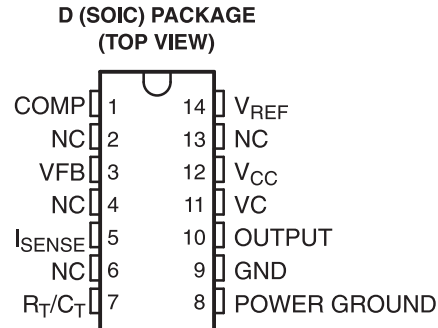 D (SOIC) PACKAGE
(TOP VIEW)
COMP 1 14 VREF
NC 2 13 NC
VFB 3 12 VCC
NC 4 11 VC
ISENSE 5 10 OUTPUT
NC 6 9 GND
RT/CT 7 8 POWER GROUND